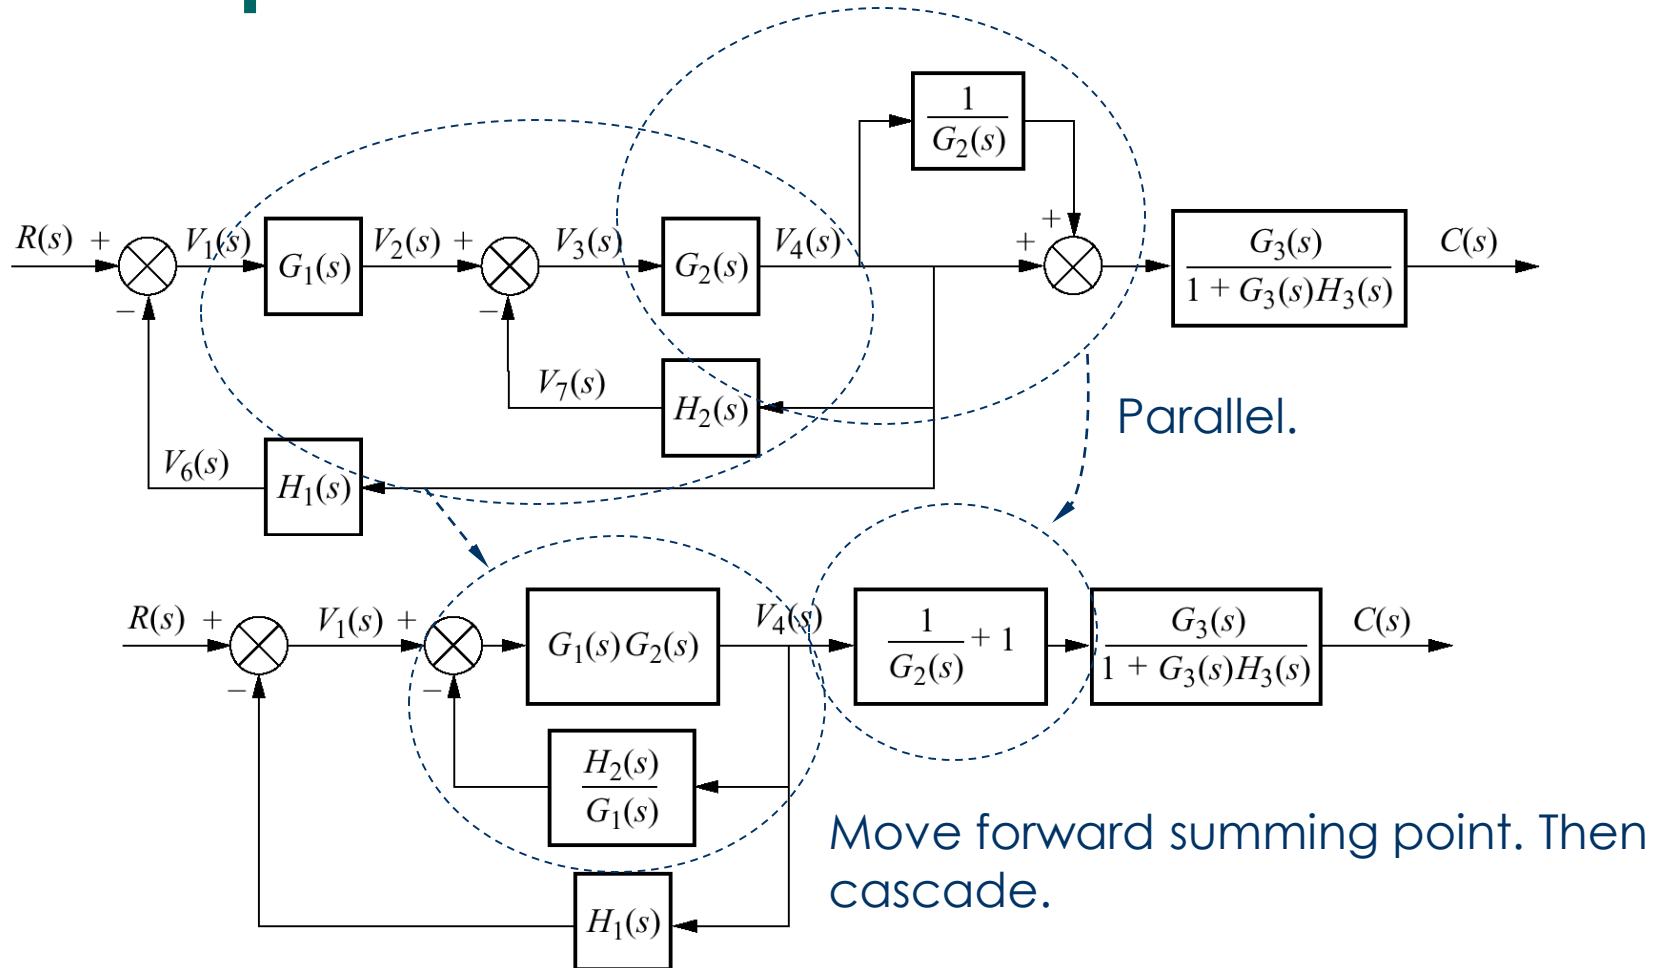 1
G2(s)
R(s) + V1(s) G1(s) V2(s) + V3(s) G2(s) V4(s) + + G3(s) C(s)
1 + G3(s)H3(s)
− −
V7(s) H2(s)
Parallel.
V6(s) H1(s)
R(s) + V1(s) + G1(s)G2(s) V4(s) 1 + 1 G3(s) C(s)
G2(s) 1 + G3(s)H3(s)
− −
H2(s)
G1(s)
Move forward summing point. Then
cascade.
H1(s)